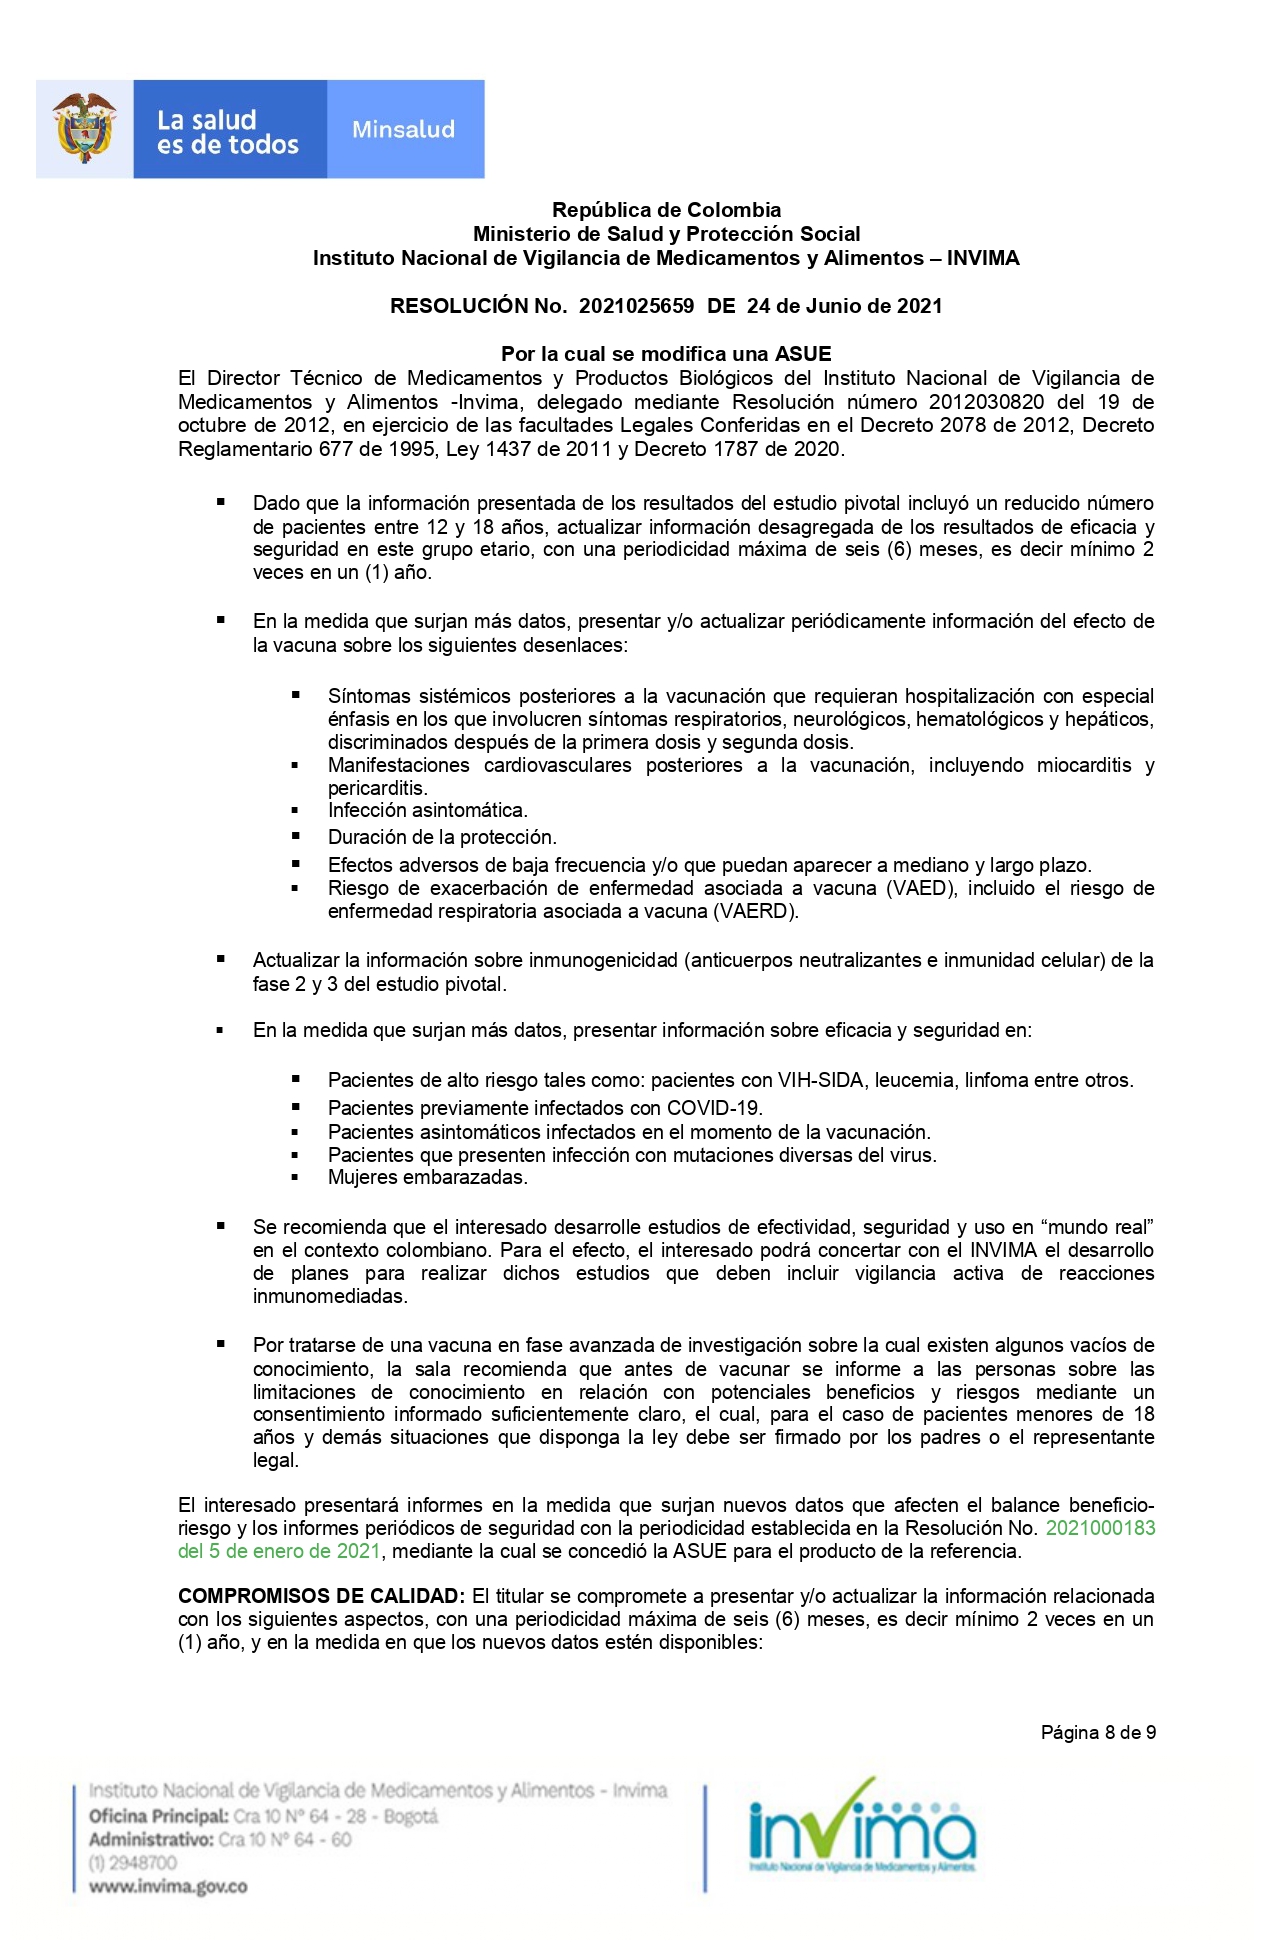 La salud
es de todos
Minsalud
República de Colombia
Ministerio de Salud y Protección Social
Instituto Nacional de Vigilancia de Medicamentos y Alimentos – INVIMA
RESOLUCIÓN No. 2021025659 DE 24 de Junio de 2021
Por la cual se modifica una ASUE
El Director Técnico de Medicamentos y Productos Biológicos del Instituto Nacional de Vigilancia de
Medicamentos y Alimentos -Invima, delegado mediante Resolución número 2012030820 del 19 de
octubre de 2012, en ejercicio de las facultades Legales Conferidas en el Decreto 2078 de 2012, Decreto
Reglamentario 677 de 1995, Ley 1437 de 2011 y Decreto 1787 de 2020.
▪ Dado que la información presentada de los resultados del estudio pivotal incluyó un reducido número
de pacientes entre 12 y 18 años, actualizar información desagregada de los resultados de eficacia y
seguridad en este grupo etario, con una periodicidad máxima de seis (6) meses, es decir mínimo 2
veces en un (1) año.
▪ En la medida que surjan más datos, presentar y/o actualizar periódicamente información del efecto de
la vacuna sobre los siguientes desenlaces:
▪ Síntomas sistémicos posteriores a la vacunación que requieran hospitalización con especial
énfasis en los que involucren síntomas respiratorios, neurológicos, hematológicos y hepáticos,
discriminados después de la primera dosis y segunda dosis.
▪ Manifestaciones cardiovasculares posteriores a la vacunación, incluyendo miocarditis y
pericarditis.
▪ Infección asintomática.
▪ Duración de la protección.
▪ Efectos adversos de baja frecuencia y/o que puedan aparecer a mediano y largo plazo.
▪ Riesgo de exacerbación de enfermedad asociada a vacuna (VAED), incluido el riesgo de
enfermedad respiratoria asociada a vacuna (VAERD).
▪ Actualizar la información sobre inmunogenicidad (anticuerpos neutralizantes e inmunidad celular) de la
fase 2 y 3 del estudio pivotal.
▪ En la medida que surjan más datos, presentar información sobre eficacia y seguridad en:
▪ Pacientes de alto riesgo tales como: pacientes con VIH-SIDA, leucemia, linfoma entre otros.
▪ Pacientes previamente infectados con COVID-19.
▪ Pacientes asintomáticos infectados en el momento de la vacunación.
▪ Pacientes que presenten infección con mutaciones diversas del virus.
▪ Mujeres embarazadas.
▪ Se recomienda que el interesado desarrolle estudios de efectividad, seguridad y uso en “mundo real”
en el contexto colombiano. Para el efecto, el interesado podrá concertar con el INVIMA el desarrollo
de planes para realizar dichos estudios que deben incluir vigilancia activa de reacciones
inmunomediadas.
▪ Por tratarse de una vacuna en fase avanzada de investigación sobre la cual existen algunos vacíos de
conocimiento, la sala recomienda que antes de vacunar se informe a las personas sobre las
limitaciones de conocimiento en relación con potenciales beneficios y riesgos mediante un
consentimiento informado suficientemente claro, el cual, para el caso de pacientes menores de 18
años y demás situaciones que disponga la ley debe ser firmado por los padres o el representante
legal.
El interesado presentará informes en la medida que surjan nuevos datos que afecten el balance beneficio-
riesgo y los informes periódicos de seguridad con la periodicidad establecida en la Resolución No. 2021000183
del 5 de enero de 2021, mediante la cual se concedió la ASUE para el producto de la referencia.
COMPROMISOS DE CALIDAD: El titular se compromete a presentar y/o actualizar la información relacionada
con los siguientes aspectos, con una periodicidad máxima de seis (6) meses, es decir mínimo 2 veces en un
(1) año, y en la medida en que los nuevos datos estén disponibles:
Página 8 de 9
Instituto Nacional de Vigilancia de Medicamentos y Alimentos - Invima
Oficina Principal: Cra 10 N° 64 - 28 - Bogotá
Administrativo: Cra 10 N° 64 - 60
(1) 2948700
www.invima.gov.co
invima
Instituto Nacional de Vigilancia de Medicamentos y Alimentos.